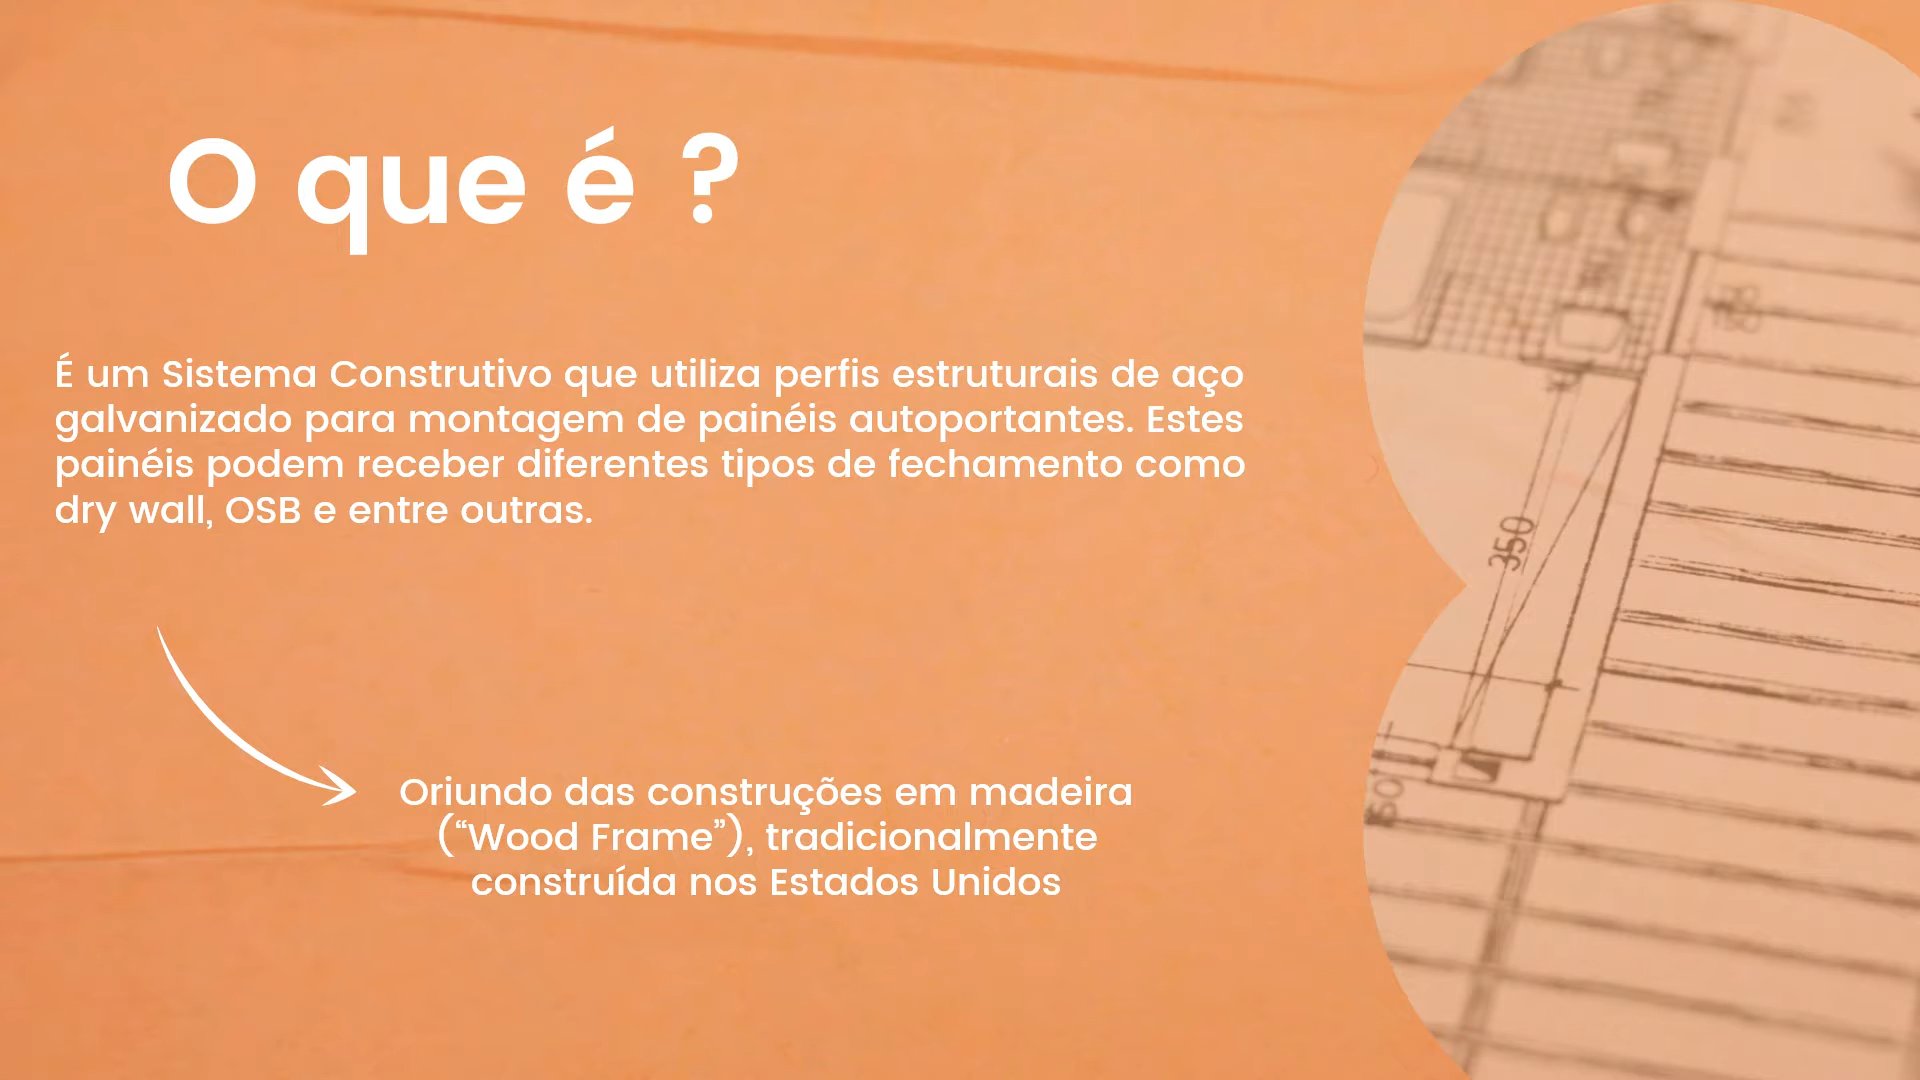 O que é ?
É um Sistema Construtivo que utiliza perfis estruturais de aço
galvanizado para montagem de painéis autoportantes. Estes
painéis podem receber diferentes tipos de fechamento como
dry wall, OSB e entre outras.
Oriundo das construções em madeira
(“Wood Frame”), tradicionalmente
construída nos Estados Unidos
350